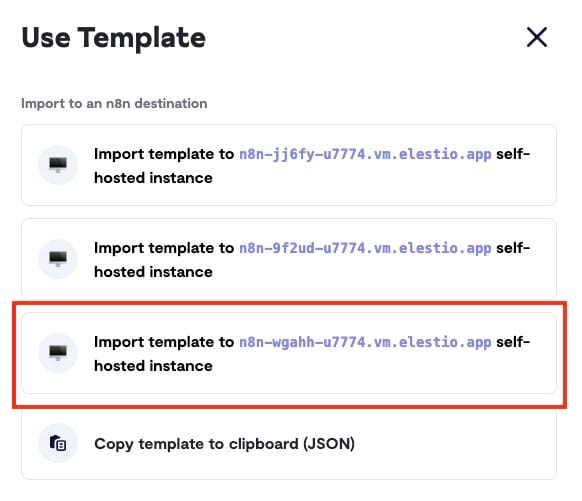 Use Template
Import to an n8n destination
Import template to n8n-jj6fy-u7774.vm.elestio.app self-
hosted instance
Import template to n8n-9f2ud-u7774.vm.elestio.app self-
hosted instance
Import template to n8n-wgahh-u7774.vm.elestio.app self-
hosted instance
Copy template to clipboard (JSON)